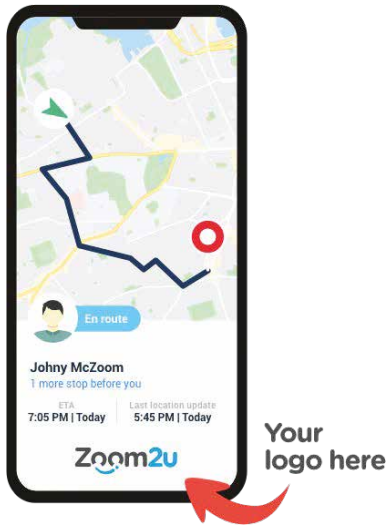 En route
Johny McZoom
1 more stop before you
ETA
7:05 PM | Today
Last location update
5:45 PM | Today
Zoom2u
Your
logo here